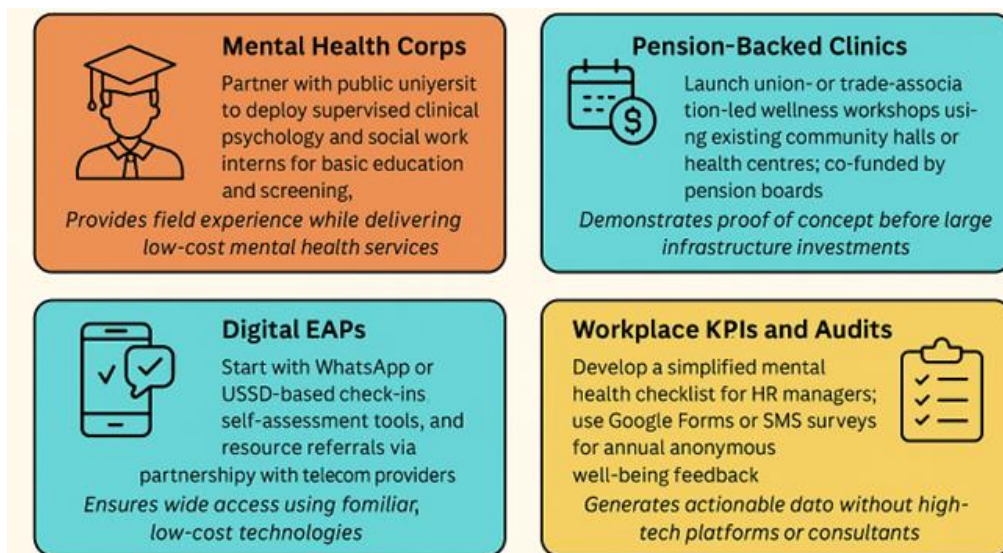 Mental Health Corps
Partner with public universit
to deploy supervised clinical
psychology and social work
interns for basic education
and screening,
Provides field experience while delivering
low-cost mental health services
Pension-Backed Clinics
Launch union- or trade-associa
tion-led wellness workshops usi-
ng existing community halls or
health centres; co-funded by
pension boards
Demonstrates proof of concept before large
infrastructure investments
Digital EAPs
Start with WhatsApp or
USSD-based check-ins
self-assessment tools, and
resource referrals via
partnershipy with telecom providers
Ensures wide access using familiar,
low-cost technologies
Workplace KPIs and Audits
Develop a simplified mental
health checklist for HR managers;
use Google Forms or SMS surveys
for annual anonymous
well-being feedback
Generates actionable dato without high-
tech platforms or consultants